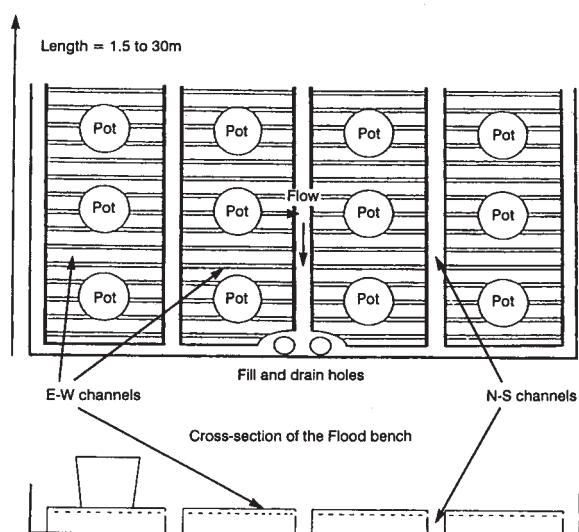 Length = 1.5 to 30m
Pot Pot Pot Pot
Flow
Pot Pot Pot Pot
Pot Pot Pot Pot
Fill and drain holes
E-W channels
N-S channels
Cross-section of the Flood bench